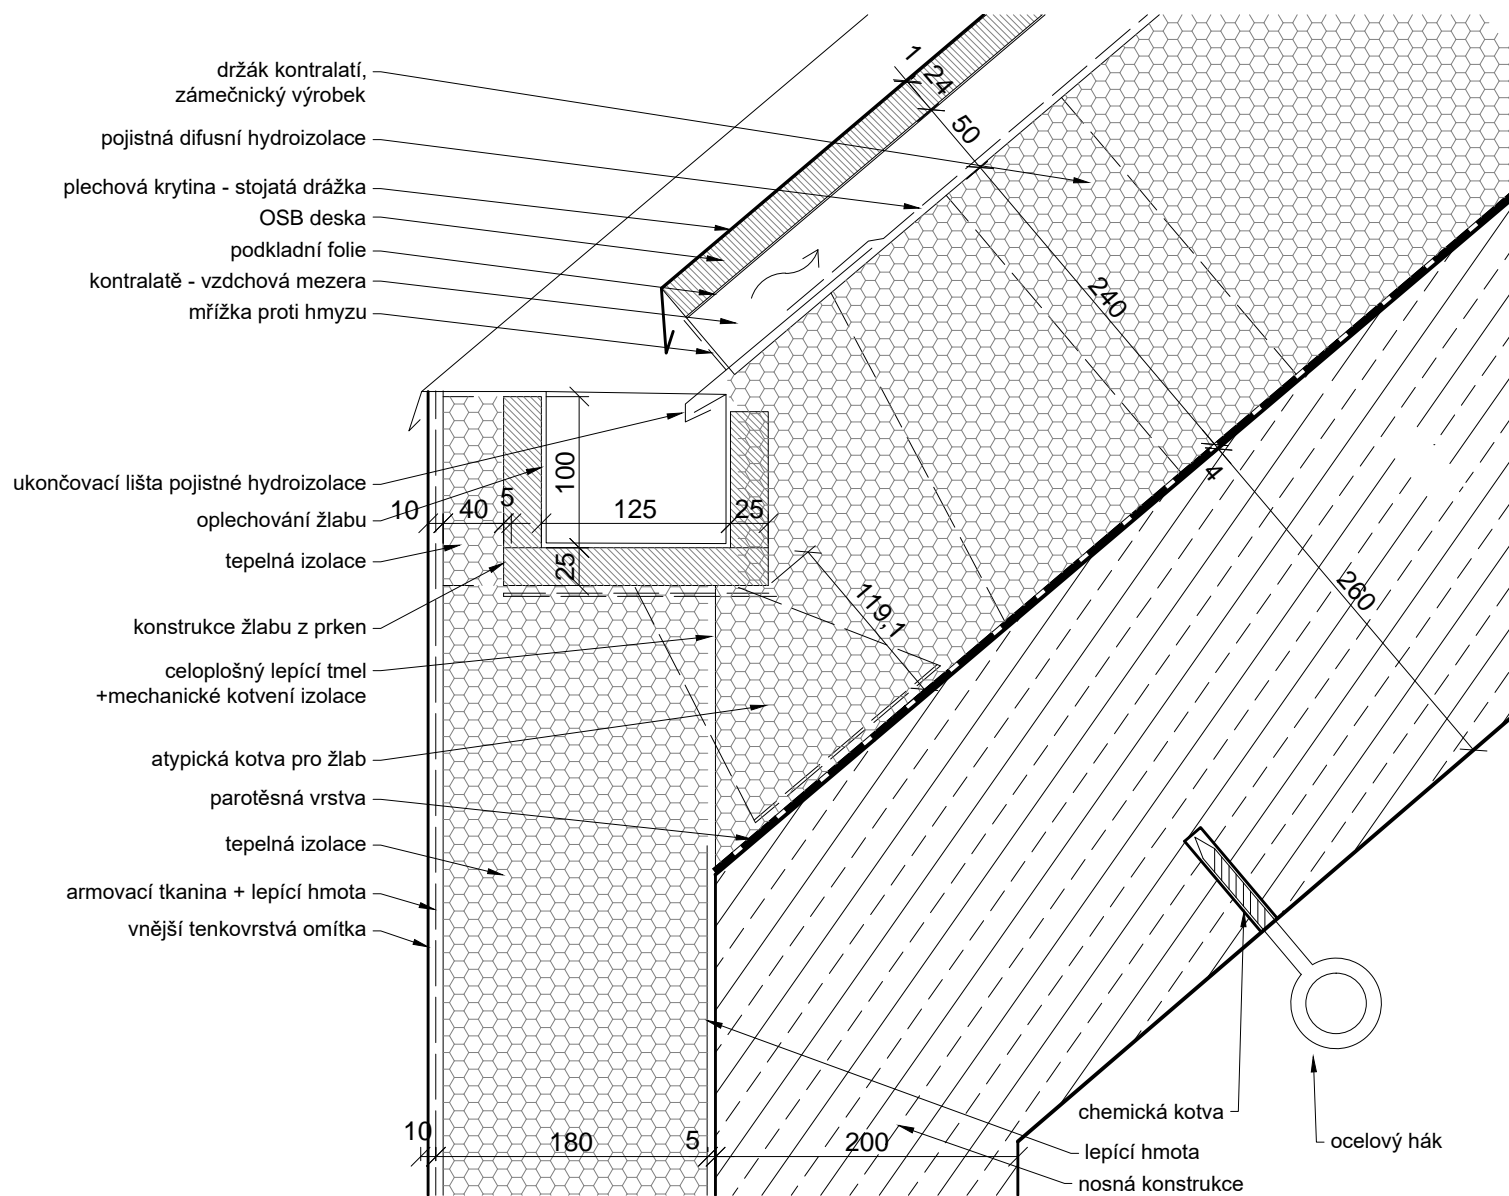 držák kontralatí,
zámečnický výrobek
pojistná difusní hydroizolace
plechová krytina - stojatá drážka
OSB deska
podkladní folie
kontralatě - vzdchová mezera
mřížka proti hmyzu
1
24
50
240
4
260
ukončovací lišta pojistné hydroizolace
oplechování žlabu
tepelná izolace
konstrukce žlabu z prken
celoplošný lepící tmel
+mechanické kotvení izolace
atypická kotva pro žlab
parotěsná vrstva
tepelná izolace
armovací tkanina + lepící hmota
vnější tenkovrstvá omítka
10
40
5
100
125
25
25
119,1
10
180
5
200
chemická kotva
lepící hmota
nosná konstrukce
ocelový hák